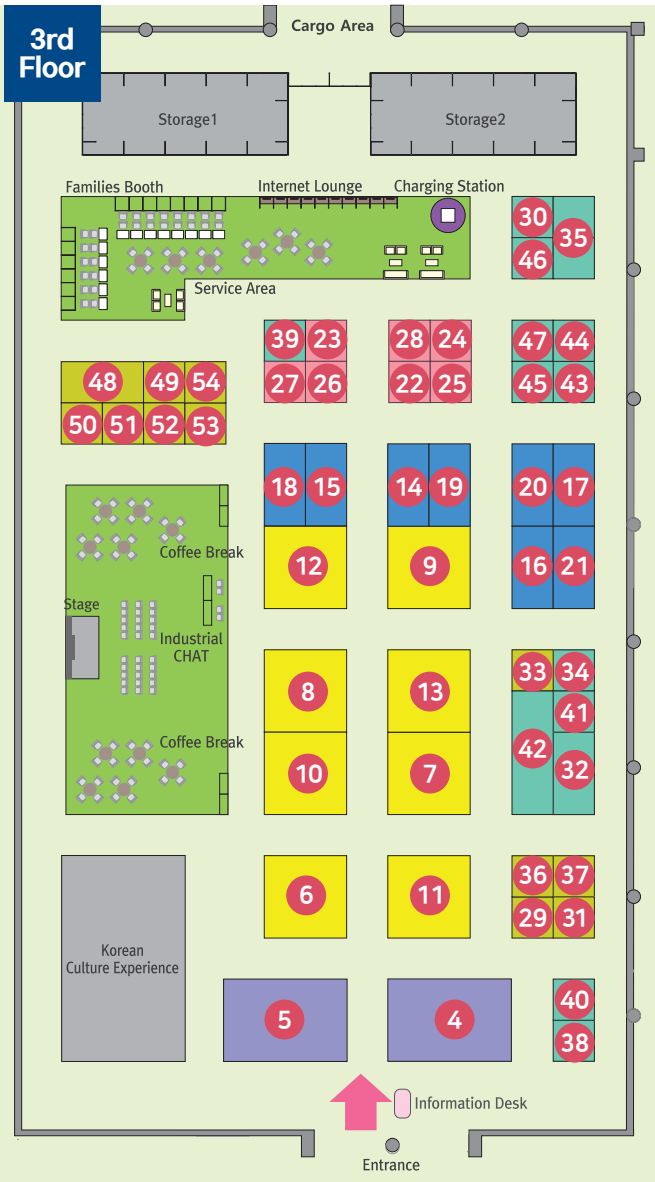 3rd
Floor
Cargo Area
Storage1
Storage2
Families Booth
Internet Lounge
Charging Station
Service Area
30
35
46
39
23
28
24
47
44
27
26
22
25
45
43
48
49
54
50
51
52
53
18
15
14
19
20
17
12
9
16
21
Coffee Break
Stage
Industrial
CHAT
Coffee Break
8
13
33
34
41
42
32
10
7
6
11
36
37
29
31
Korean
Culture Experience
5
4
40
38
Information Desk
Entrance